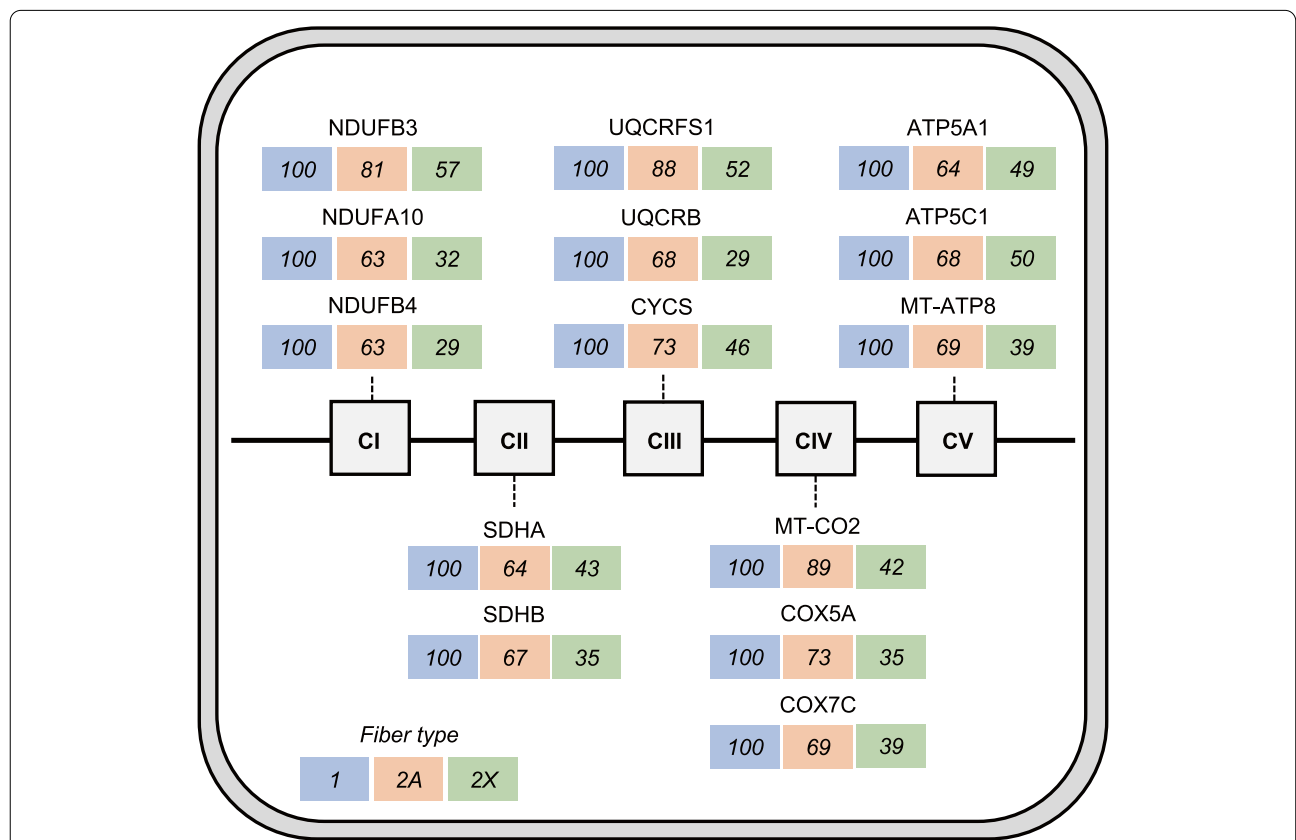 NDUFB3 UQCRFS1 ATP5A1
100 81 57 100 88 52 100 64 49
NDUFA10 UQCRB ATP5C1
100 63 32 100 68 29 100 68 50
NDUFB4 CYCS MT-ATP8
100 63 29 100 73 46 100 69 39
CI CII CIII CIV CV
SDHA MT-CO2
100 64 43 100 89 42
SDHB COX5A
100 67 35 100 73 35
COX7C
100 69 39
Fiber type
1 2A 2X